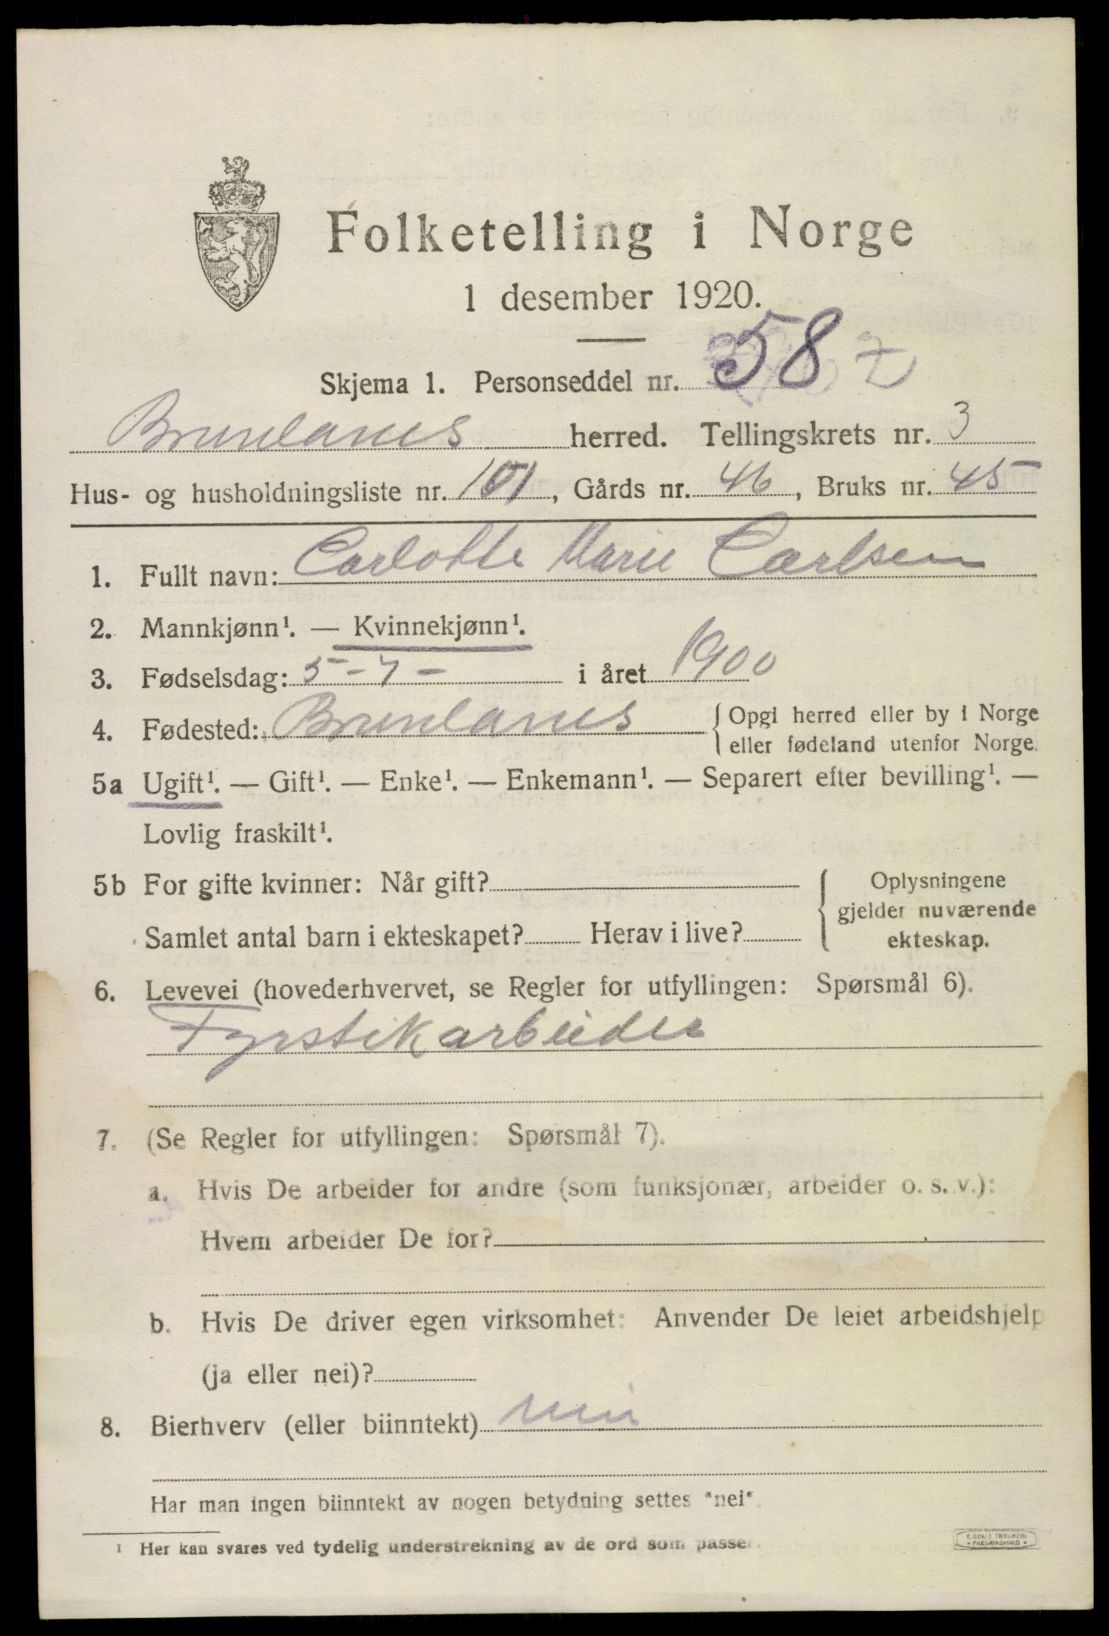 Folketelling i Norge
1 desember 1920.
Skjema 1. Personseddel nr. 58
Brunlanes herred. Tellingskrets nr. 3
Hus- og husholdningsliste nr. 101, Gårds nr. 46, Bruks nr. 45
1. Fullt navn: Carlotte Marie Carlsen
2. Mannkjønn¹. — Kvinnekjønn¹.
3. Fødselsdag: 5-7- i året 1900
4. Fødested: Brunlanes { Opgi herred eller by i Norge
eller fødeland utenfor Norge.
5a Ugift¹. — Gift¹. — Enke¹. — Enkemann¹. — Separert efter bevilling¹. —
Lovlig fraskilt¹.
5b For gifte kvinner: Når gift? { Oplysningene
gjelder nuværende
Samlet antal barn i ekteskapet? Herav i live? ekteskap.
6. Levevei (hovederhvervet, se Regler for utfyllingen: Spørsmål 6).
Fyrstikarbeider
7. (Se Regler for utfyllingen: Spørsmål 7).
a. Hvis De arbeider for andre (som funksjonær, arbeider o. s. v.):
Hvem arbeider De for?
b. Hvis De driver egen virksomhet: Anvender De leiet arbeidshjelp
(ja eller nei)?
8. Bierhverv (eller biinntekt) nei
Har man ingen biinntekt av nogen betydning settes "nei".
¹ Her kan svares ved tydelig understrekning av de ord som passer.